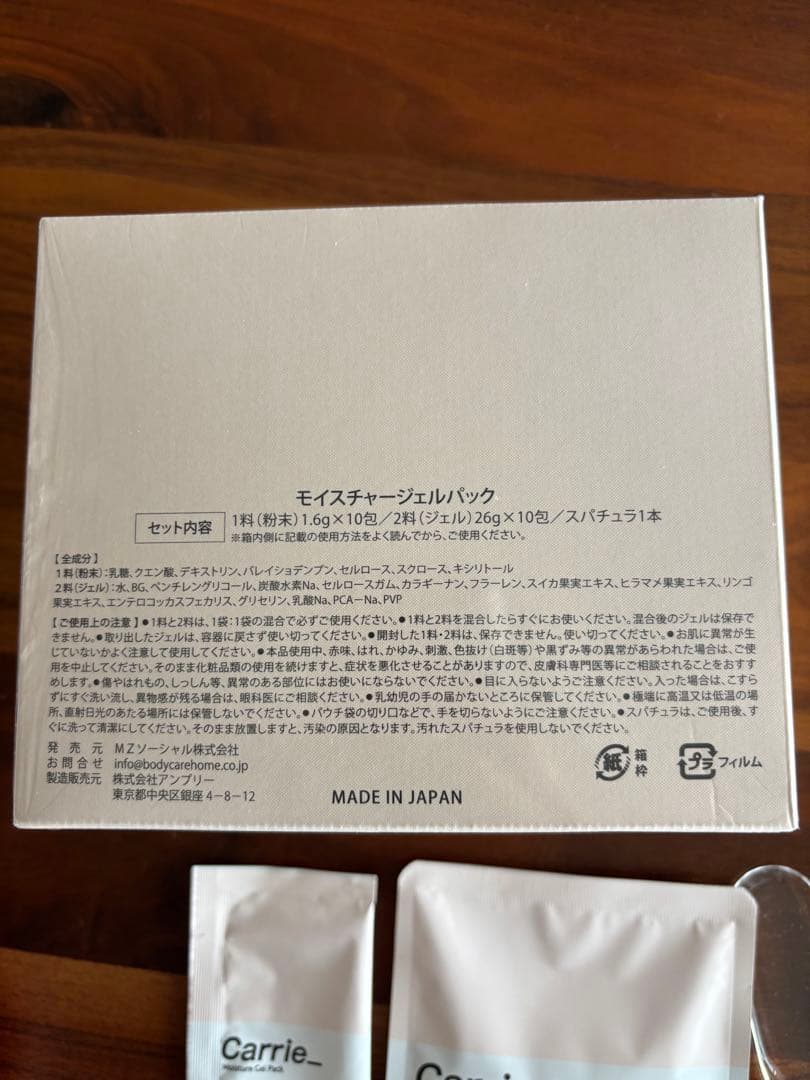 モイスチャージェルパック
セット内容
1料(粉末)1.6g×10包/2料(ジェル)26g×10包/スパチュラ1本
※箱内側に記載の使用方法をよく読んでから、ご使用ください。
【全成分】
1料(粉末):乳糖、クエン酸、デキストリン、バレイショデンプン、セルロース、スクロース、キシリトール
2料(ジェル):水、BG、ペンチレングリコール、炭酸水素Na、セルロースガム、カラギーナン、フラーレン、スイカ果実エキス、ヒラマメ果実エキス、リンゴ
果実エキス、エンテロコッカスフェカリス、グリセリン、乳酸Na、PCA−Na、PVP
【ご使用上の注意】●1料と2料は、1袋:1袋の混合で必ずご使用ください。●1料と2料を混合したらすぐにお使いください。混合後のジェルは保存で
きません。●取り出したジェルは、容器に戻さず使い切ってください。●開封した1料・2料は、保存できません。使い切ってください。●お肌に異常が生
じていないかよく注意して使用してください。●本品使用中、赤味、はれ、かゆみ、刺激、色抜け(白斑等)や黒ずみ等の異常があらわれた場合は、ご使
用を中止してください。そのまま化粧品類の使用を続けますと、症状を悪化させることがありますので、皮膚科専門医等にご相談されることをおすす
めします。●傷やはれもの、しっしん等、異常のある部位にはお使いにならないでください。●目に入らないようご注意ください。入った場合は、こすら
ずにすぐ洗い流し、異物感が残る場合は、眼科医にご相談ください。●乳幼児の手の届かないところに保管してください。●極端に高温又は低温の場
所、直射日光のあたる場所には保管しないでください。●パウチ袋の切り口などで、手を切らないようにご注意ください。●スパチュラは、ご使用後、す
ぐに洗って清潔にしてください。そのまま放置しますと、汚染の原因となります。汚れたスパチュラを使用しないでください。
発売元 MZソーシャル株式会社
お問合せ info@bodycarehome.co.jp
製造販売元 株式会社アンプリー
東京都中央区銀座4−8−12
MADE IN JAPAN
紙 箱 枠
プラ フィルム
Carrie_
Moisture Gel Pack
Carrie_